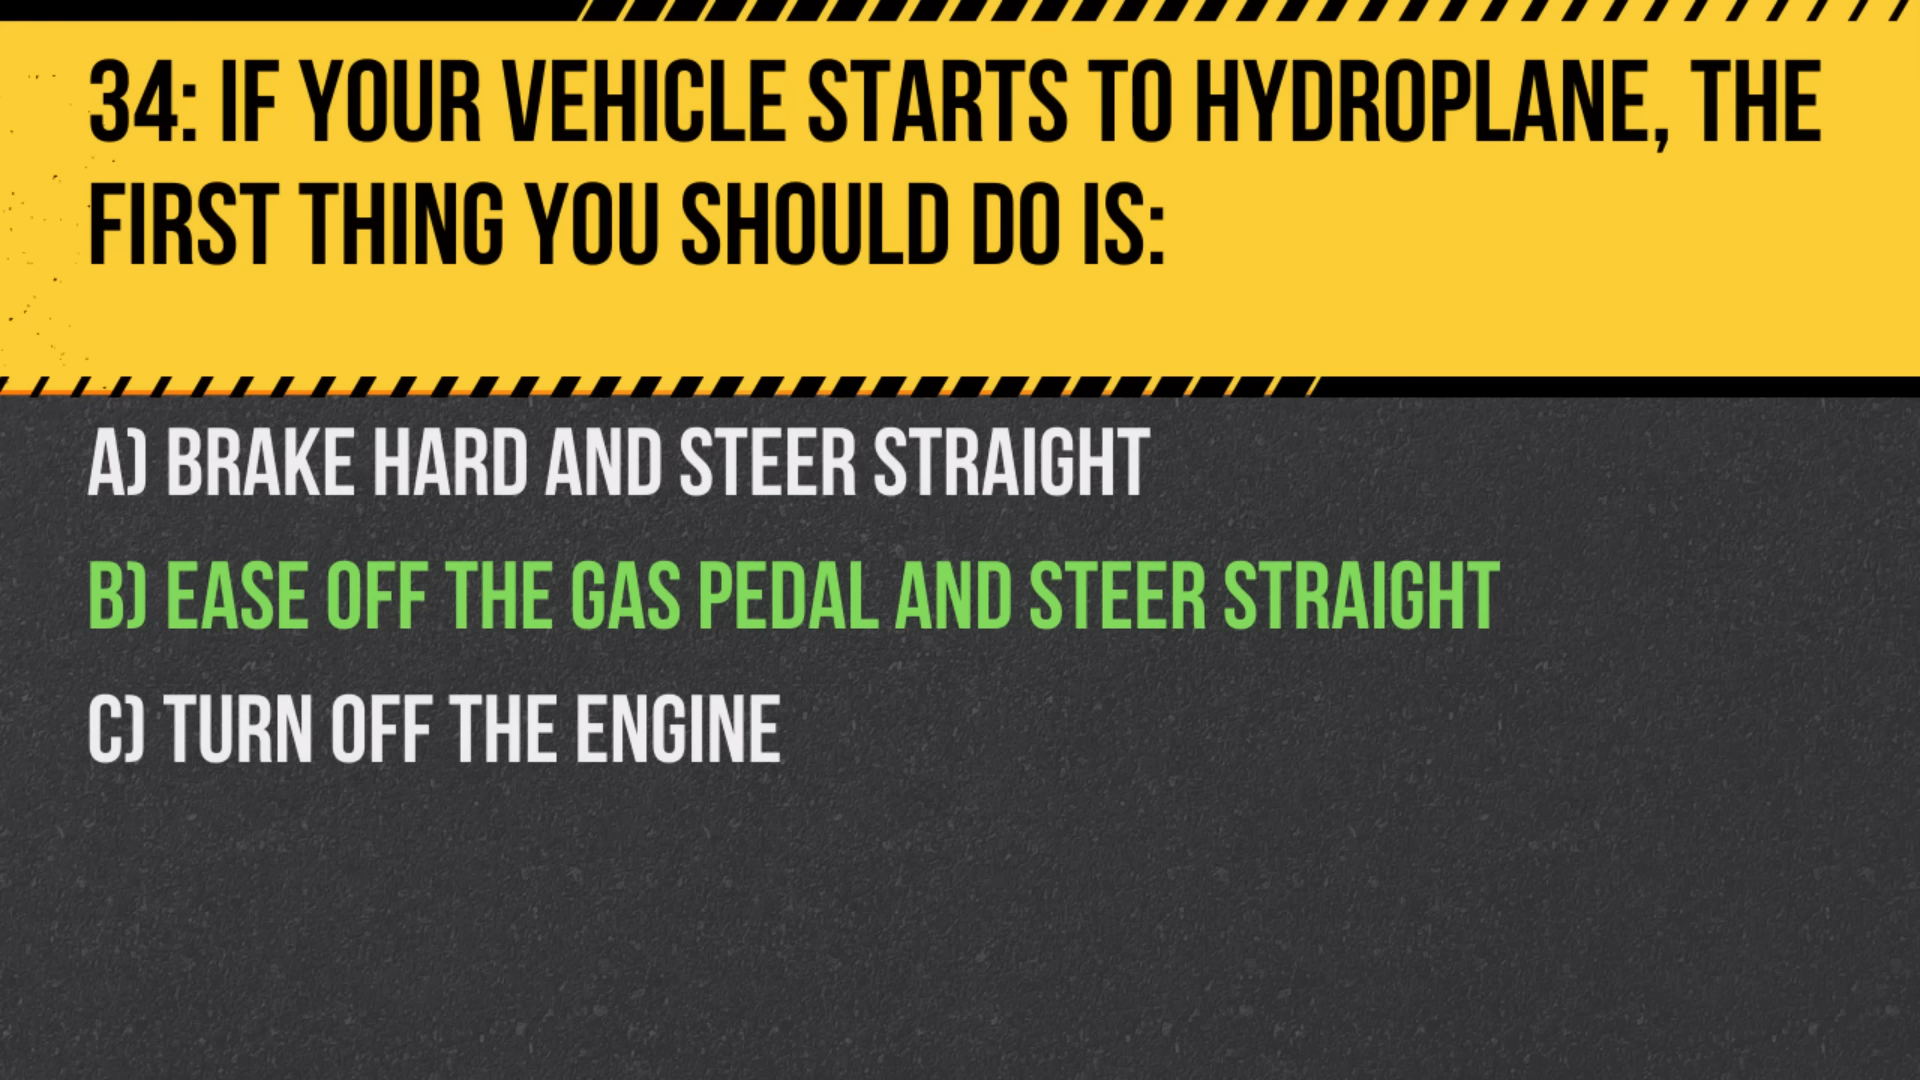 34: IF YOUR VEHICLE STARTS TO HYDROPLANE, THE
FIRST THING YOU SHOULD DO IS:
A) BRAKE HARD AND STEER STRAIGHT
B) EASE OFF THE GAS PEDAL AND STEER STRAIGHT
C) TURN OFF THE ENGINE